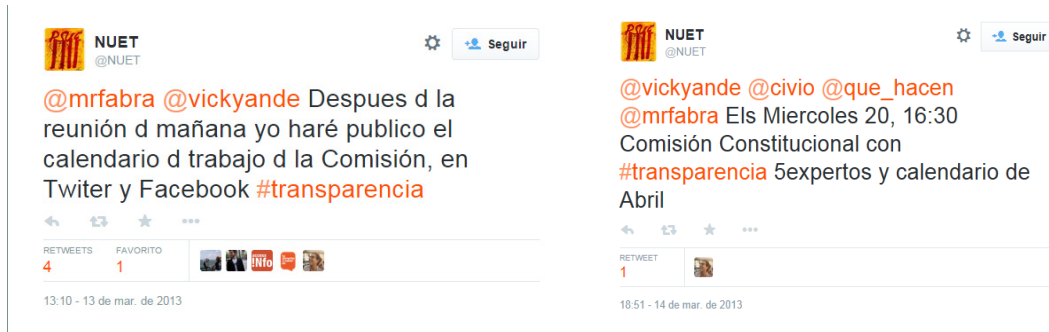 NUET
@NUET
Seguir
@mrfabra @vickyande Despues d la
reunión d mañana yo haré publico el
calendario d trabajo d la Comisión, en
Twiter y Facebook #transparencia
RETWEETS
FAVORITO
4
1
!Nfo
13:10 - 13 de mar. de 2013
NUET
@NUET
Seguir
@vickyande @civio @que_hacen
@mrfabra Els Miercoles 20, 16:30
Comisión Constitucional con
#transparencia 5expertos y calendario de
Abril
RETWEET
1
18:51 - 14 de mar. de 2013